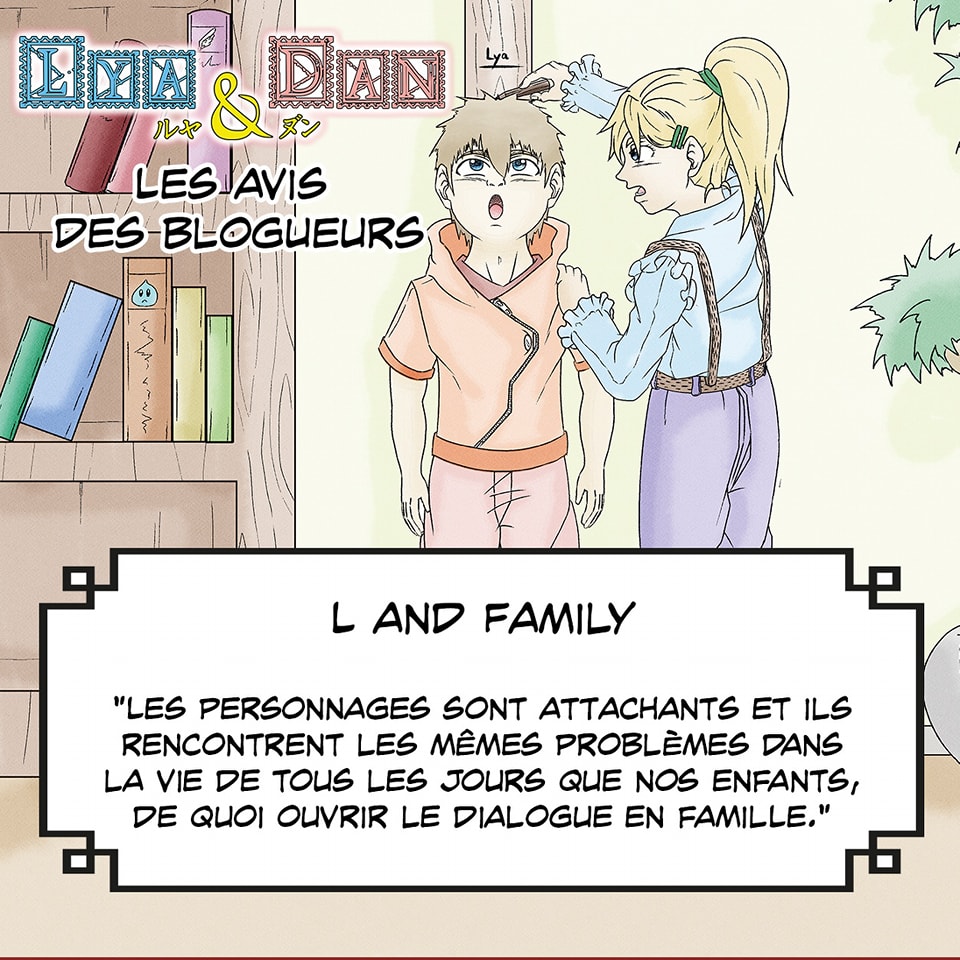 Lya & Dan
ルヤ ダン
LES AVIS
DES BLOGUEURS
Lya
L AND FAMILY
"LES PERSONNAGES SONT ATTACHANTS ET ILS
RENCONTRENT LES MÊMES PROBLÈMES DANS
LA VIE DE TOUS LES JOURS QUE NOS ENFANTS,
DE QUOI OUVRIR LE DIALOGUE EN FAMILLE."